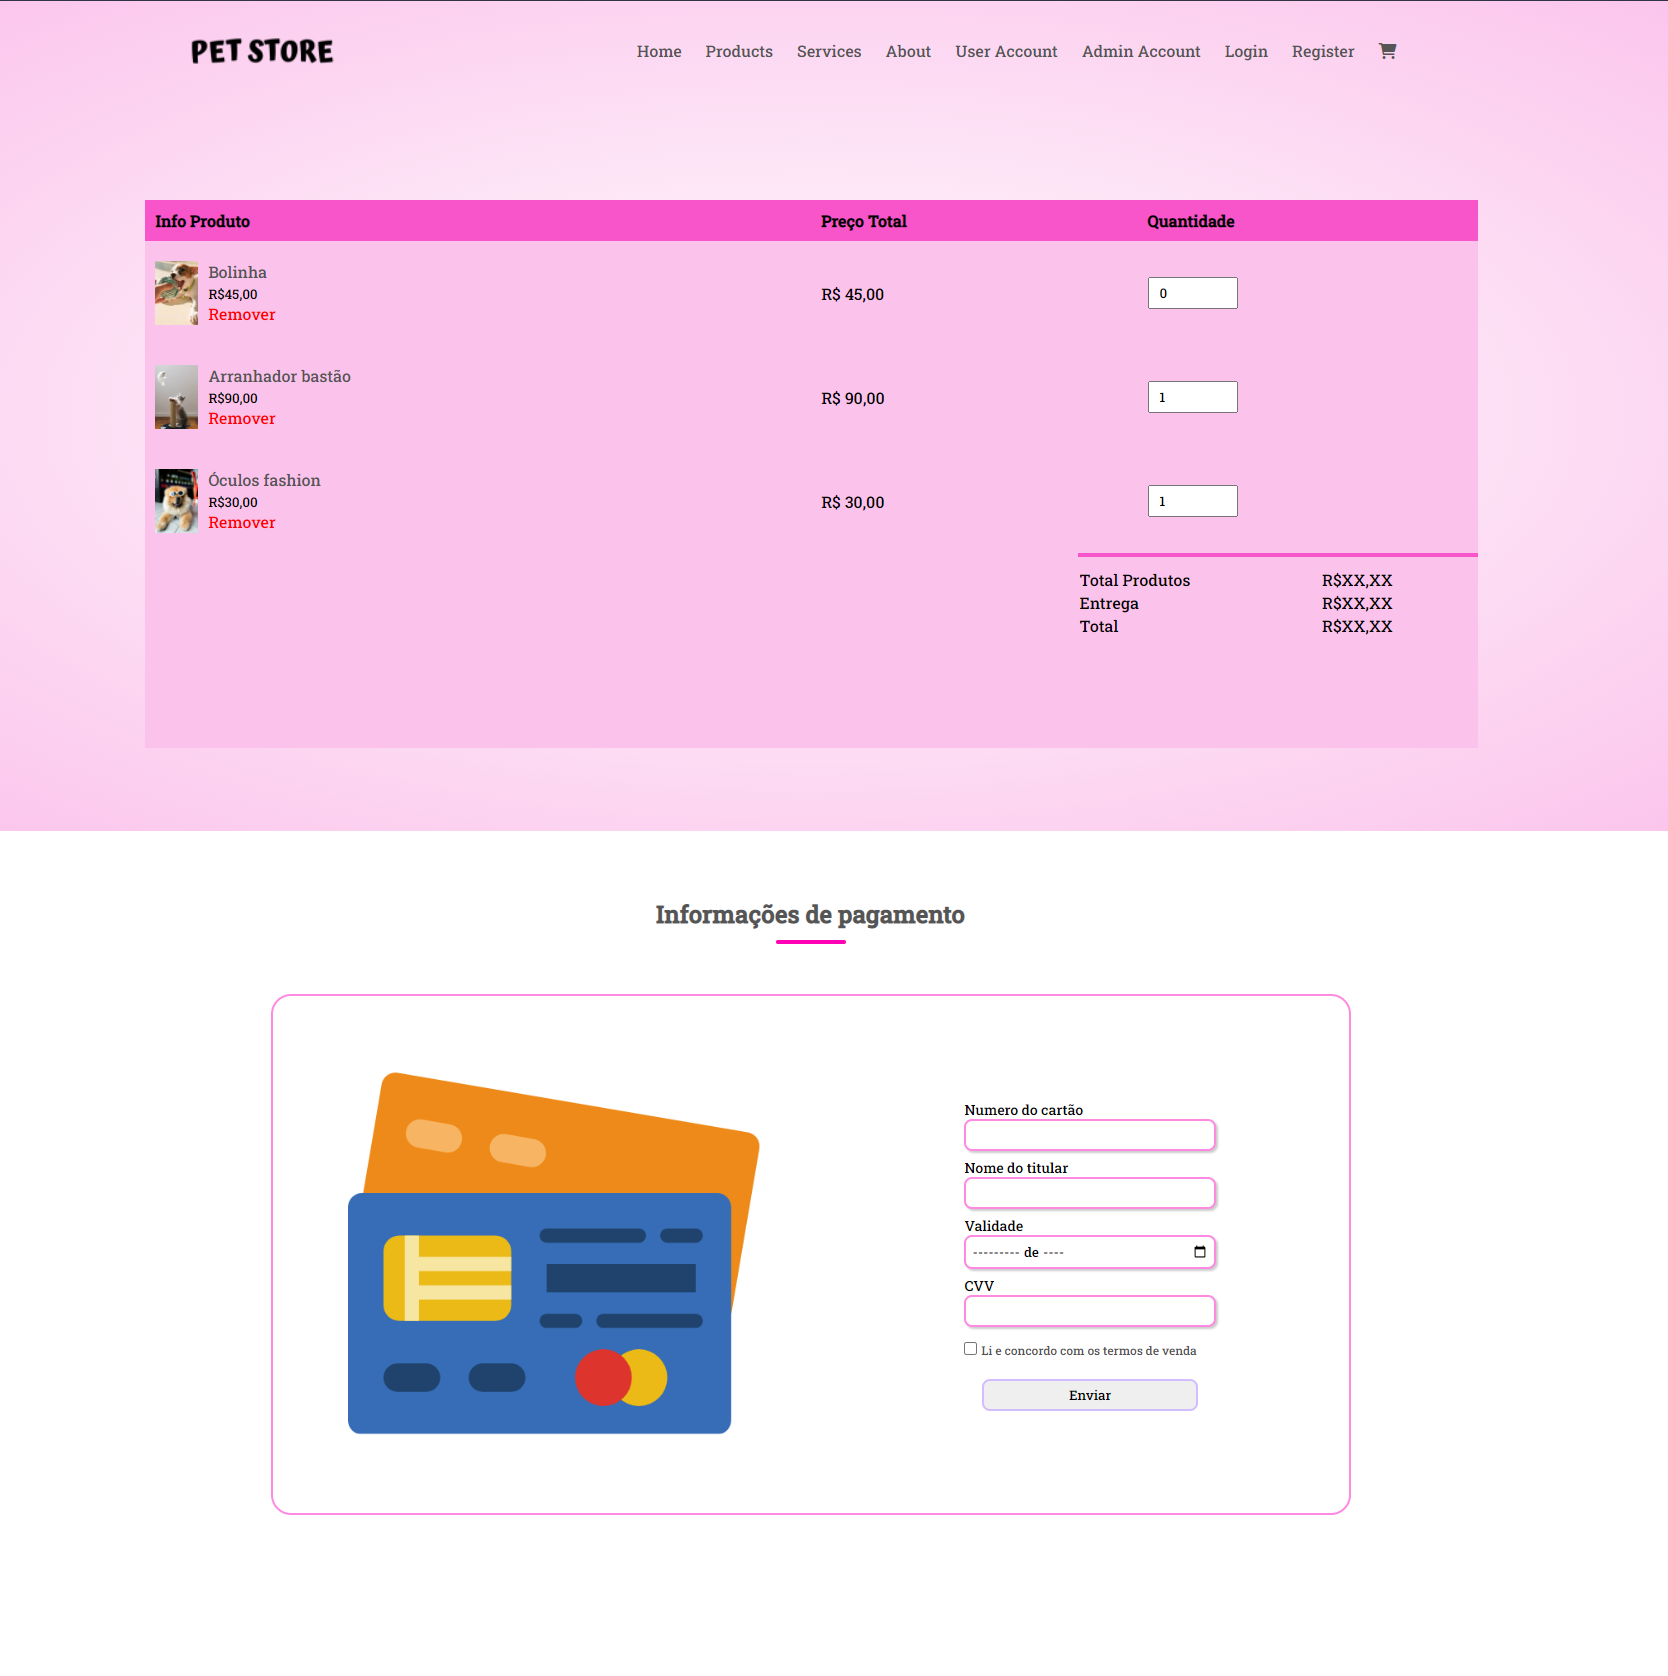 PET STORE
Home Products Services About User Account Admin Account Login Register
Info Produto Preço Total Quantidade
Bolinha
R$45,00
Remover
R$ 45,00
0
Arranhador bastão
R$90,00
Remover
R$ 90,00
1
Óculos fashion
R$30,00
Remover
R$ 30,00
1
Total Produtos R$XX,XX
Entrega R$XX,XX
Total R$XX,XX
Informações de pagamento
Numero do cartão
Nome do titular
Validade
--------- de ----
CVV
Li e concordo com os termos de venda
Enviar